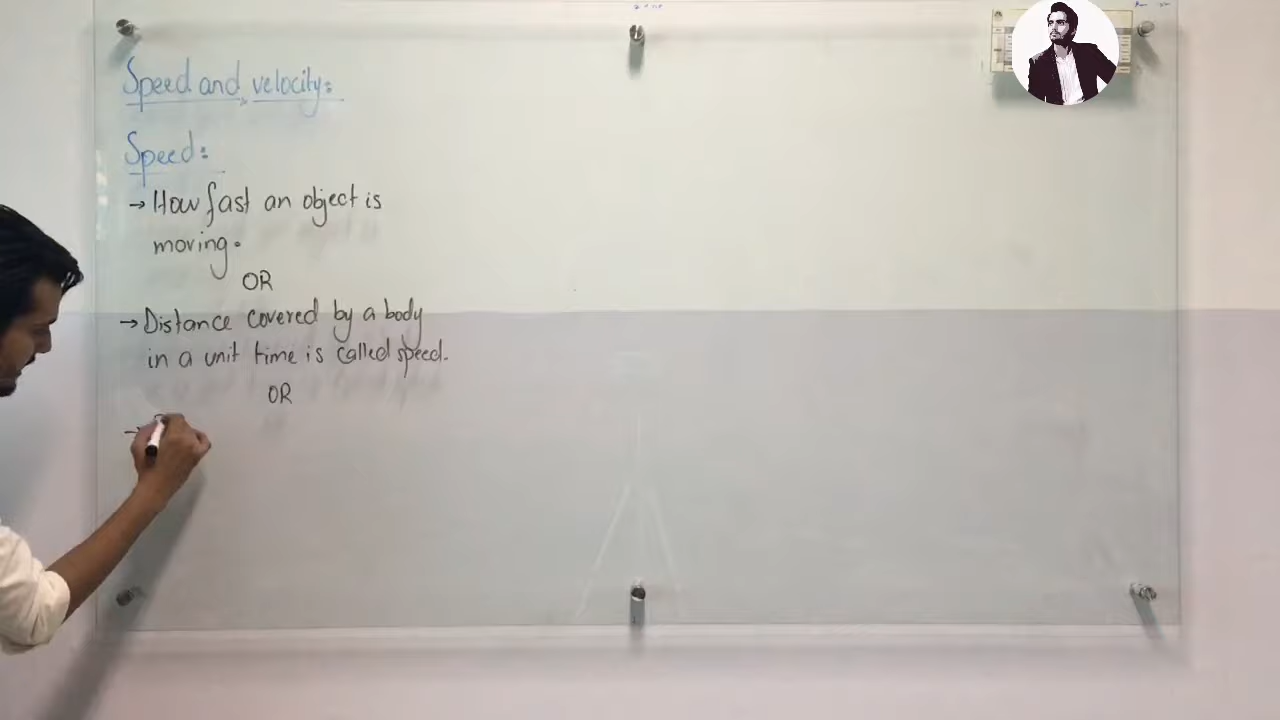 Speed and velocity:
Speed:
→ How fast an object is
moving.
OR
→ Distance covered by a body
in a unit time is called speed.
OR
→